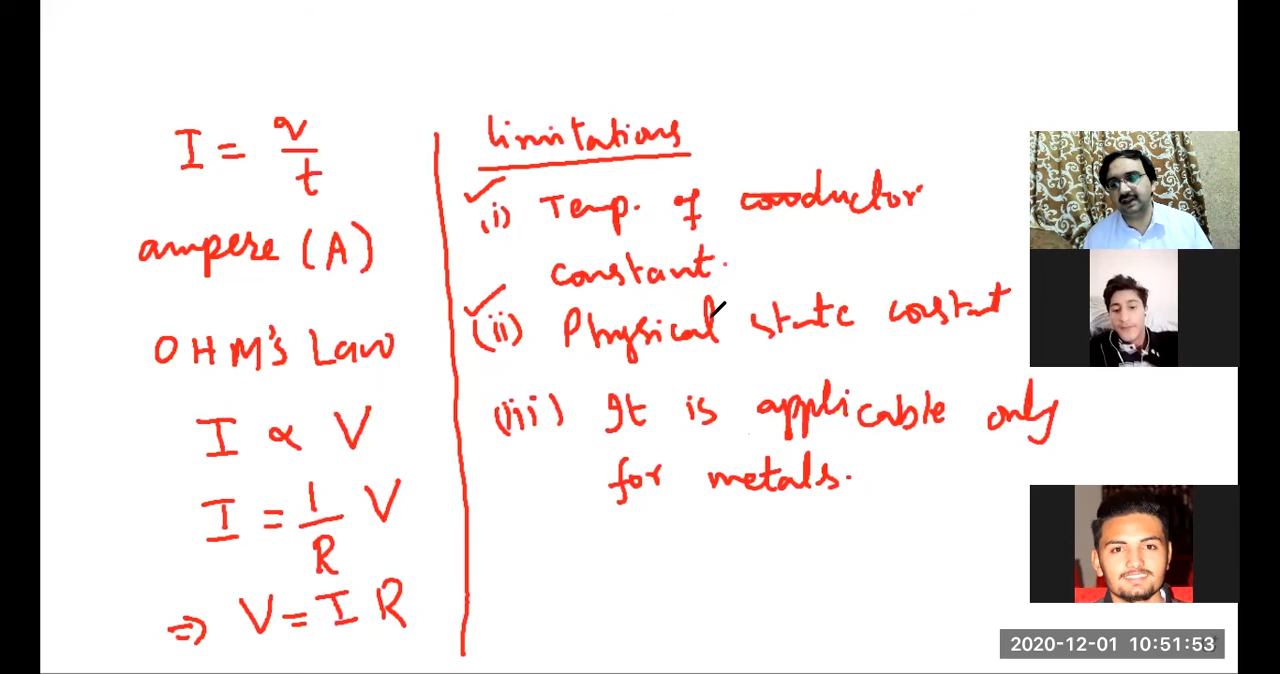 I = q/t
ampere (A)
OHM's Law
I ∝ V
I = 1/R V
⇒ V = I R
limitations
(i) Temp. of conductor
constant.
(ii) Physical state constant
(iii) It is applicable only
for metals.
2020-12-01 10:51:53